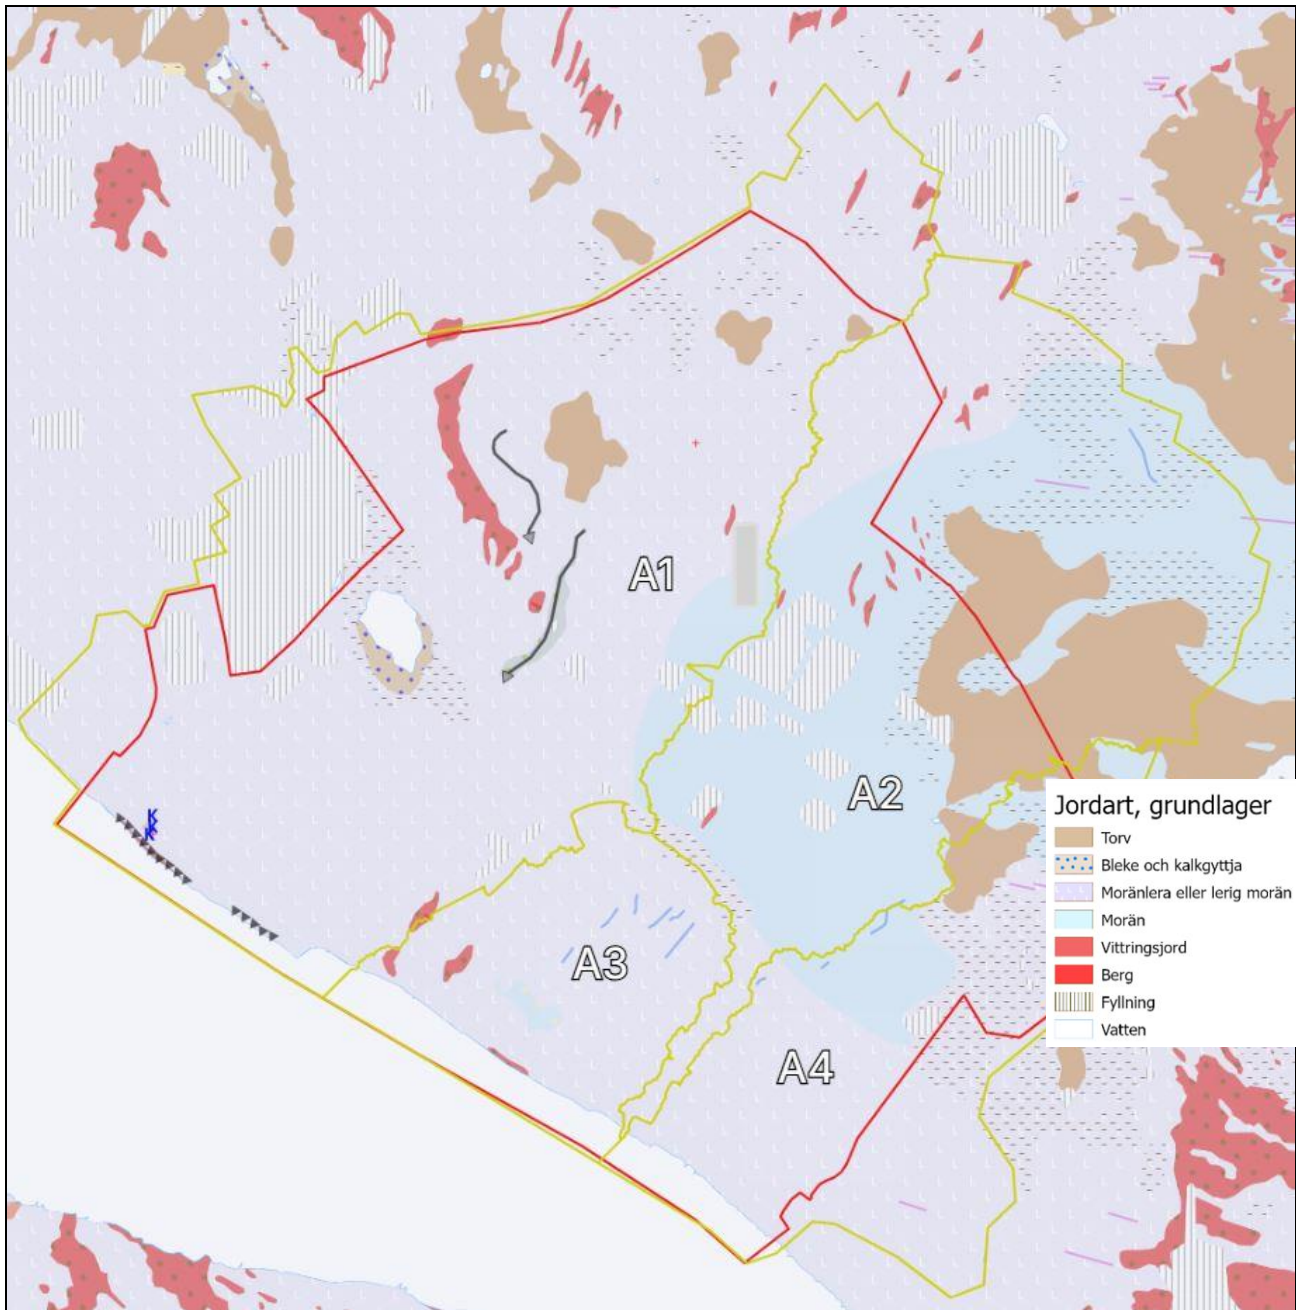 A1
A2
A3
A4
Jordart, grundlager
Torv
Bleke och kalkgyttja
Moränlera eller lerig morän
Morän
Vittringsjord
Berg
Fyllning
Vatten